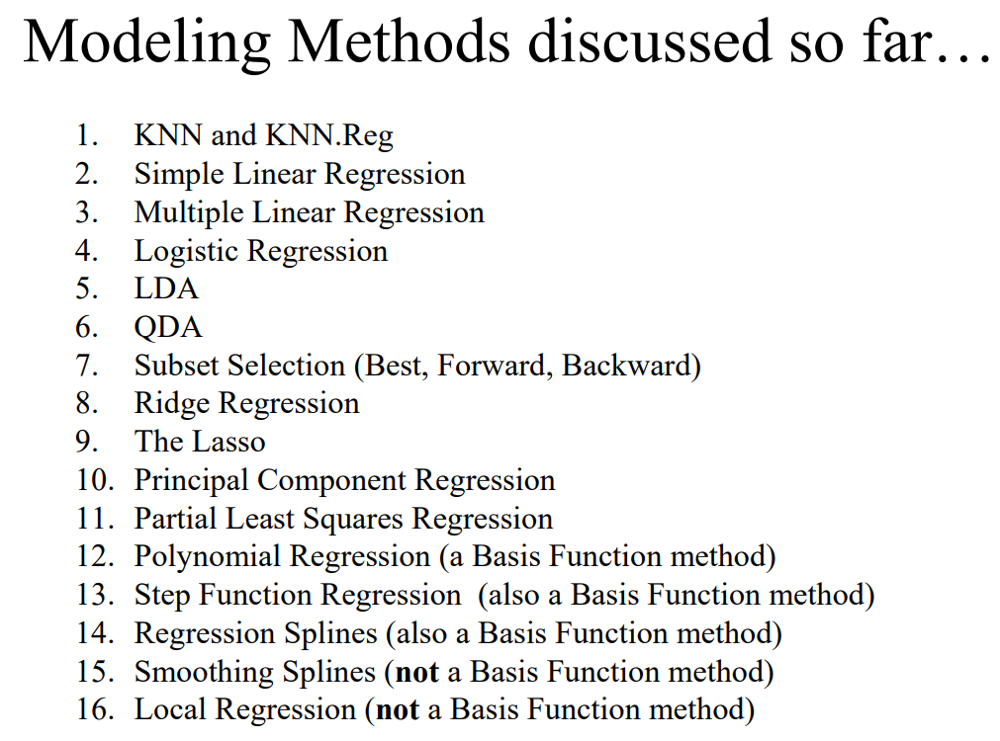 Modeling Methods discussed so far…
1. KNN and KNN.Reg
2. Simple Linear Regression
3. Multiple Linear Regression
4. Logistic Regression
5. LDA
6. QDA
7. Subset Selection (Best, Forward, Backward)
8. Ridge Regression
9. The Lasso
10. Principal Component Regression
11. Partial Least Squares Regression
12. Polynomial Regression (a Basis Function method)
13. Step Function Regression  (also a Basis Function method)
14. Regression Splines (also a Basis Function method)
15. Smoothing Splines (not a Basis Function method)
16. Local Regression (not a Basis Function method)